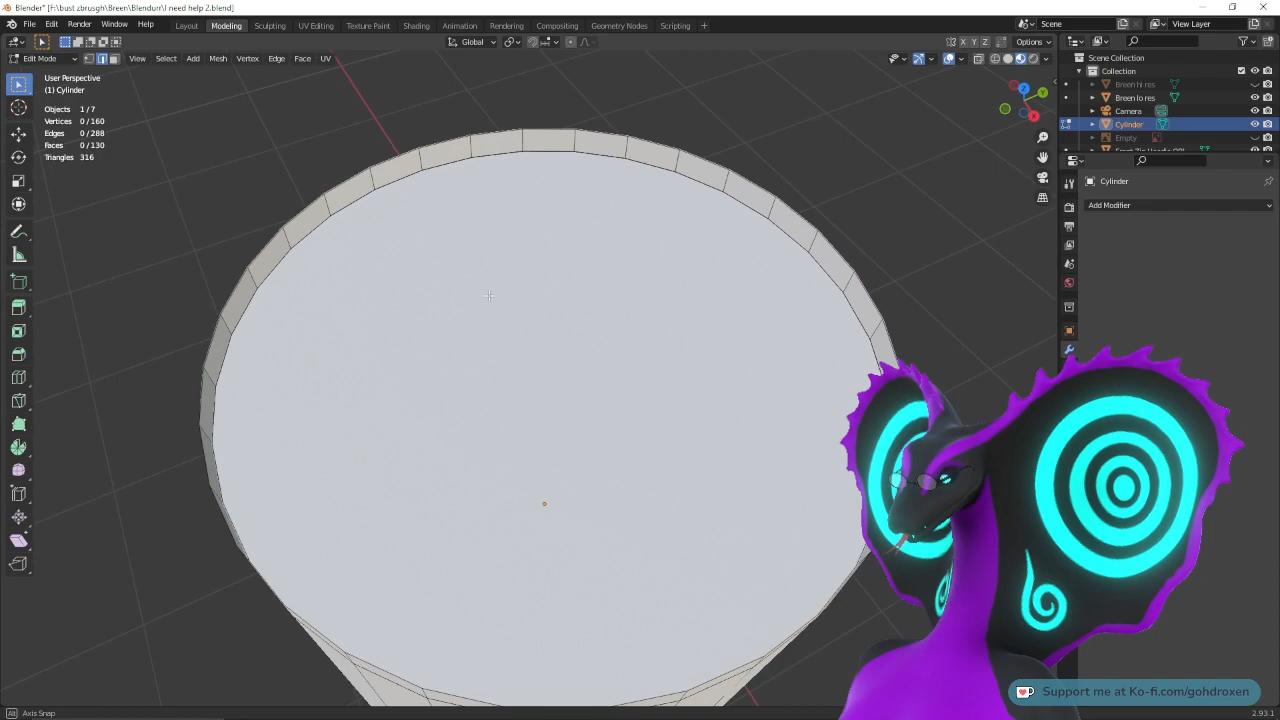 Blender* [F:\bust zbrusgh\Breen\Blendur\I need help 2.blend]
File Edit Render Window Help Layout Modeling Sculpting UV Editing Texture Paint Shading Animation Rendering Compositing Geometry Nodes Scripting + Scene View Layer
Global X Y Z Options
Edit Mode View Select Add Mesh Vertex Edge Face UV
User Perspective
(1) Cylinder
Objects 1/7
Vertices 0/160
Edges 0/288
Faces 0/130
Triangles 316
Z Y X
Scene Collection
Collection
Breen hi res
Breen lo res
Camera
Cylinder
Empty
Cylinder
Add Modifier
Support me at Ko-fi.com/gohdroxen
Alt Axis Snap
2.93.1